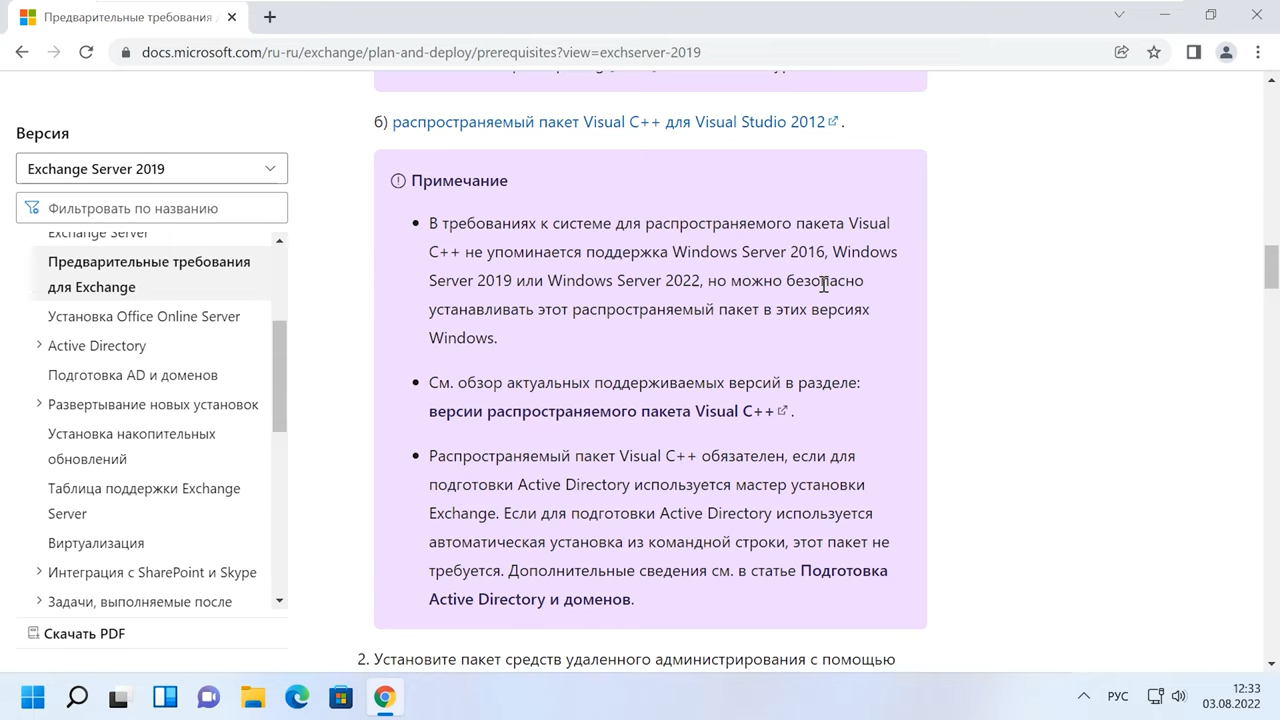 Предварительные требования
docs.microsoft.com/ru-ru/exchange/plan-and-deploy/prerequisites?view=exchserver-2019
Версия
Exchange Server 2019
Фильтровать по названию
Exchange Server
Предварительные требования
для Exchange
Установка Office Online Server
Active Directory
Подготовка AD и доменов
Развертывание новых установок
Установка накопительных
обновлений
Таблица поддержки Exchange
Server
Виртуализация
Интеграция с SharePoint и Skype
Задачи, выполняемые после
Скачать PDF
6) распространяемый пакет Visual C++ для Visual Studio 2012 .
Примечание
• В требованиях к системе для распространяемого пакета Visual
C++ не упоминается поддержка Windows Server 2016, Windows
Server 2019 или Windows Server 2022, но можно безопасно
устанавливать этот распространяемый пакет в этих версиях
Windows.
• См. обзор актуальных поддерживаемых версий в разделе:
версии распространяемого пакета Visual C++ .
• Распространяемый пакет Visual C++ обязателен, если для
подготовки Active Directory используется мастер установки
Exchange. Если для подготовки Active Directory используется
автоматическая установка из командной строки, этот пакет не
требуется. Дополнительные сведения см. в статье Подготовка
Active Directory и доменов.
2. Установите пакет средств удаленного администрирования с помощью
РУС
12:33
03.08.2022